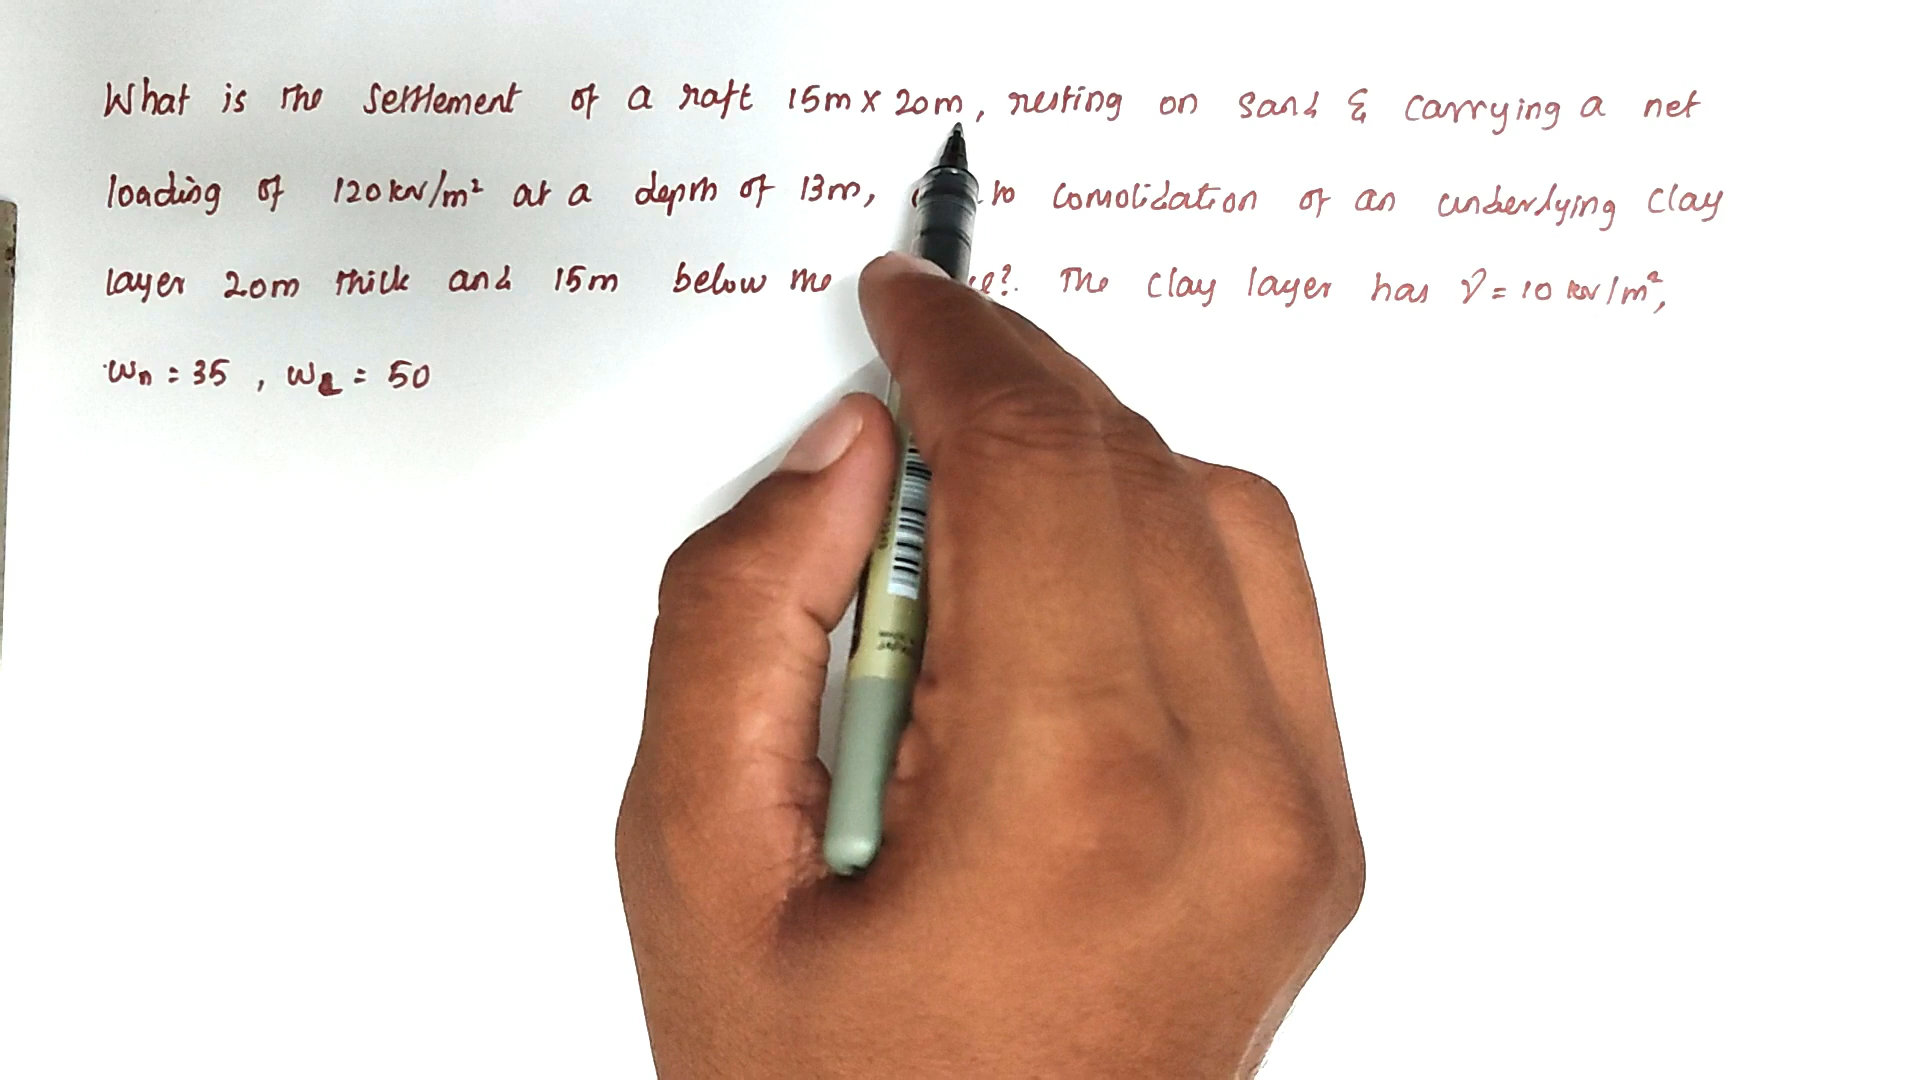 What is the settlement of a raft 15m x 20m, resting on sand & carrying a net
loading of 120 kN/m² at a depth of 13m, to consolidation of an underlying clay
layer 20m thick and 15m below the The clay layer has γ = 10 kN/m²,
wn = 35 , wL = 50